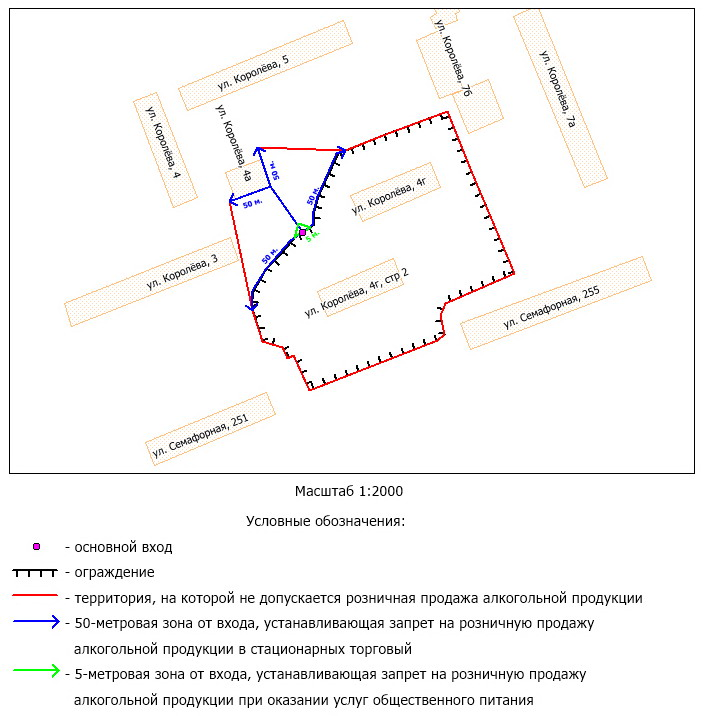 ул. Королёва, 5
ул. Королёва, 7б
ул. Королёва, 7а
ул. Королёва, 4
ул. Королёва, 4а
50 м.
50 м.
50 м.
ул. Королёва, 4г
5 м.
50 м.
ул. Королёва, 3
ул. Королёва, 4г, стр 2
ул. Семафорная, 255
ул. Семафорная, 251
Масштаб 1:2000
Условные обозначения:
- основной вход
- ограждение
- территория, на которой не допускается розничная продажа алкогольной продукции
- 50-метровая зона от входа, устанавливающая запрет на розничную продажу
алкогольной продукции в стационарных торговый
- 5-метровая зона от входа, устанавливающая запрет на розничную продажу
алкогольной продукции при оказании услуг общественного питания